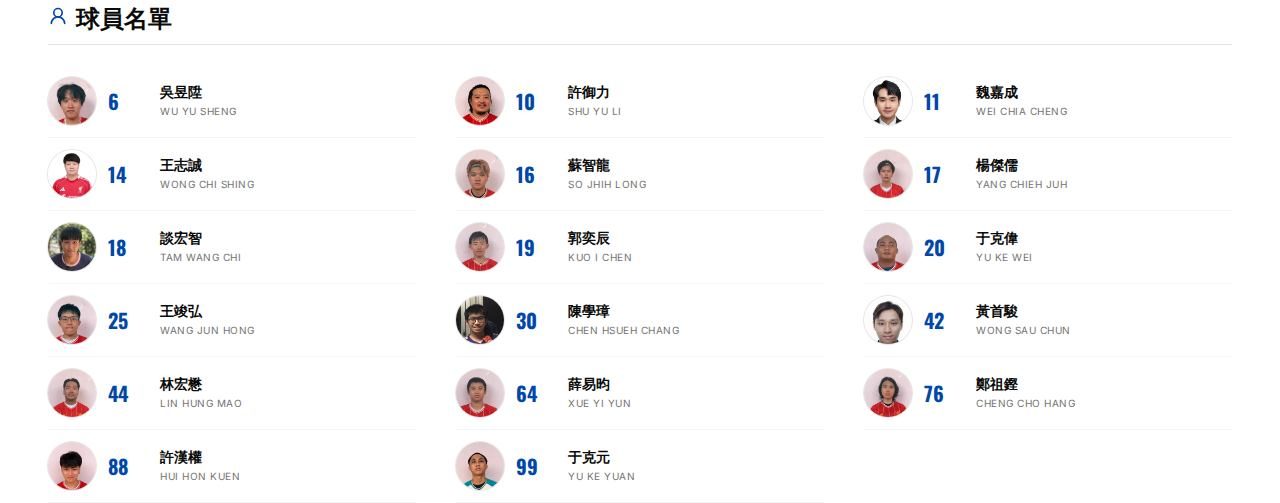 球員名單
6
吳昱陞
WU YU SHENG
10
許御力
SHU YU LI
11
魏嘉成
WEI CHIA CHENG
14
王志誠
WONG CHI SHING
16
蘇智龍
SO JHIH LONG
17
楊傑儒
YANG CHIEH JUH
18
談宏智
TAM WANG CHI
19
郭奕辰
KUO I CHEN
20
于克偉
YU KE WEI
25
王竣弘
WANG JUN HONG
30
陳學璋
CHEN HSUEH CHANG
42
黃首駿
WONG SAU CHUN
44
林宏懋
LIN HUNG MAO
64
薛易昀
XUE YI YUN
76
鄭祖鏗
CHENG CHO HANG
88
許漢權
HUI HON KUEN
99
于克元
YU KE YUAN